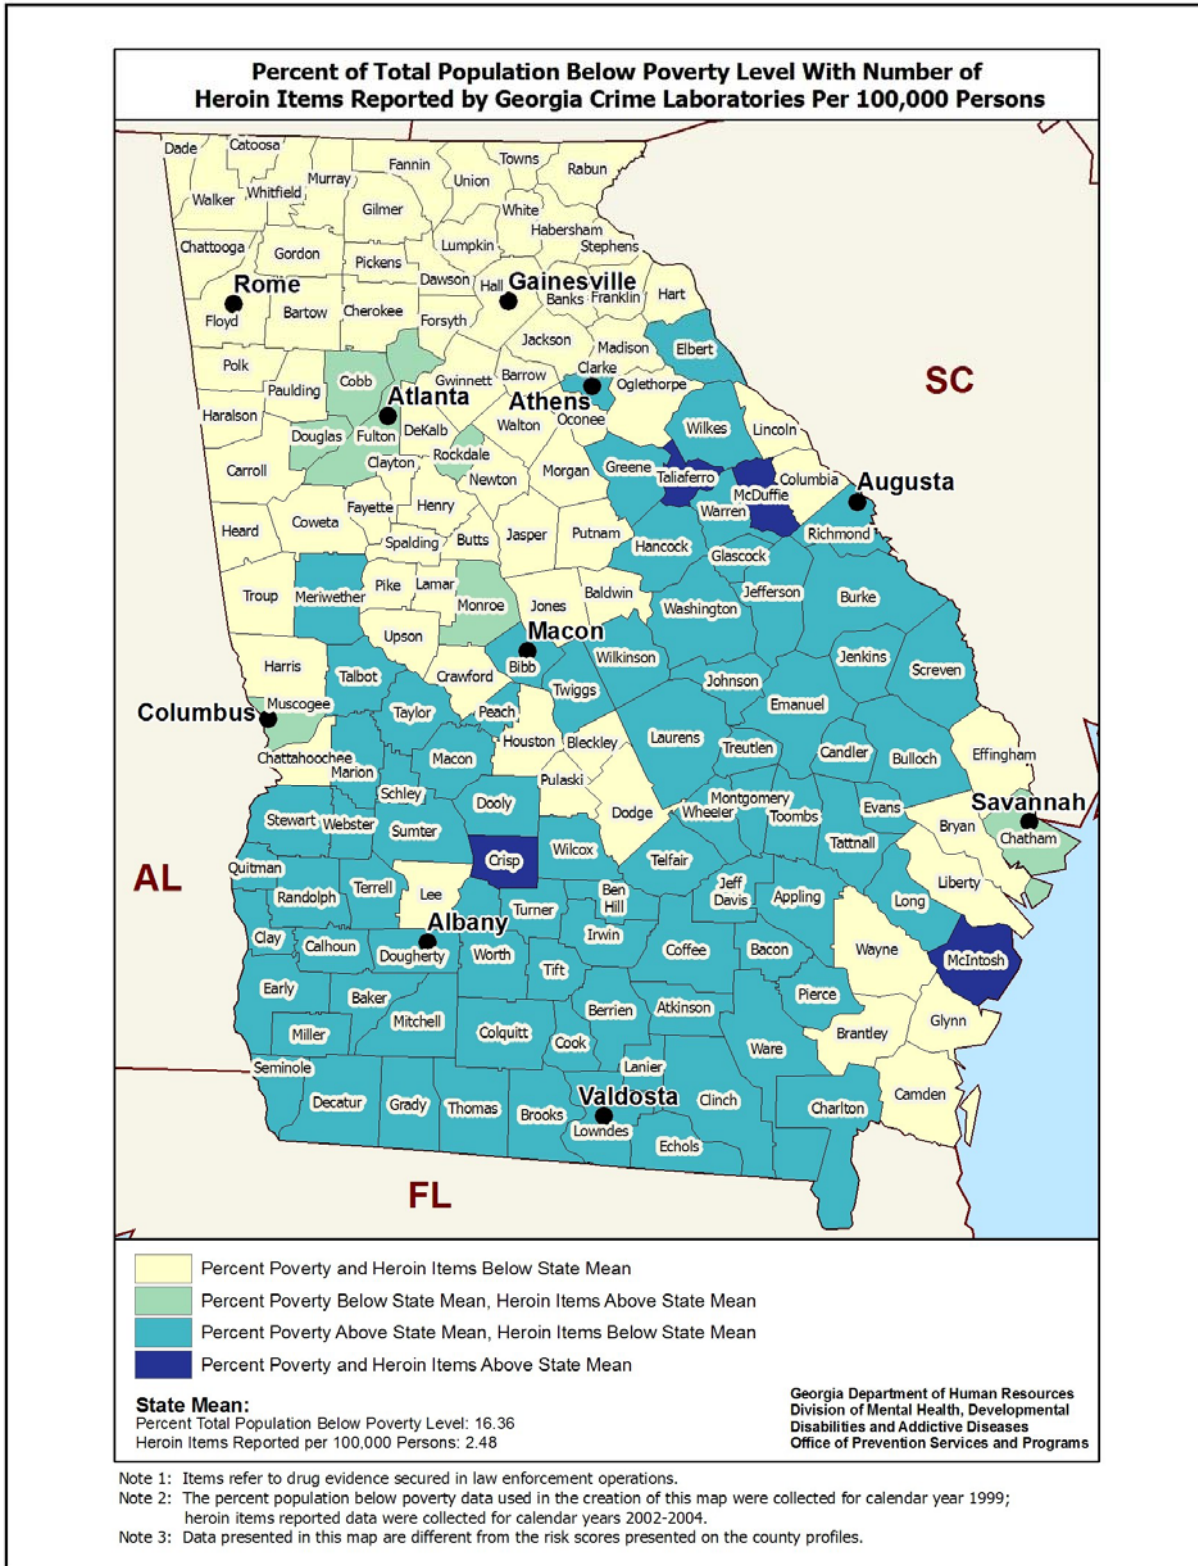 Percent of Total Population Below Poverty Level With Number of
Heroin Items Reported by Georgia Crime Laboratories Per 100,000 Persons
Dade
Catoosa
Fannin
Towns
Rabun
Murray
Union
Walker
Whitfield
Gilmer
White
Habersham
Chattooga
Gordon
Lumpkin
Stephens
Pickens
Dawson
Rome
Hall
Gainesville
Banks
Franklin
Hart
Floyd
Bartow
Cherokee
Forsyth
Jackson
Madison
Elbert
Polk
Paulding
Cobb
Gwinnett
Barrow
Clarke
Oglethorpe
SC
Atlanta
Athens
Haralson
Douglas
Fulton
DeKalb
Walton
Oconee
Wilkes
Lincoln
Carroll
Clayton
Rockdale
Newton
Morgan
Greene
Taliaferro
McDuffie
Columbia
Augusta
Heard
Coweta
Fayette
Henry
Warren
Spalding
Butts
Jasper
Putnam
Hancock
Glascock
Richmond
Troup
Meriwether
Pike
Lamar
Monroe
Jones
Baldwin
Washington
Jefferson
Burke
Upson
Macon
Harris
Talbot
Crawford
Bibb
Wilkinson
Jenkins
Screven
Twiggs
Johnson
Columbus
Muscogee
Taylor
Peach
Emanuel
Chattahoochee
Houston
Bleckley
Laurens
Treutlen
Candler
Bulloch
Effingham
Marion
Macon
Pulaski
Schley
Dooly
Montgomery
Evans
Savannah
Stewart
Webster
Sumter
Dodge
Wheeler
Toombs
Bryan
Chatham
Tattnall
Crisp
Wilcox
Telfair
AL
Quitman
Randolph
Terrell
Lee
Ben
Hill
Jeff
Davis
Appling
Liberty
Long
Turner
Albany
Clay
Calhoun
Dougherty
Worth
Irwin
Coffee
Bacon
Wayne
McIntosh
Tift
Early
Baker
Mitchell
Berrien
Atkinson
Pierce
Miller
Colquitt
Cook
Ware
Brantley
Glynn
Seminole
Lanier
Camden
Decatur
Grady
Thomas
Brooks
Valdosta
Clinch
Charlton
Lowndes
Echols
FL
Percent Poverty and Heroin Items Below State Mean
Percent Poverty Below State Mean, Heroin Items Above State Mean
Percent Poverty Above State Mean, Heroin Items Below State Mean
Percent Poverty and Heroin Items Above State Mean
State Mean:
Percent Total Population Below Poverty Level: 16.36
Heroin Items Reported per 100,000 Persons: 2.48
Georgia Department of Human Resources
Division of Mental Health, Developmental
Disabilities and Addictive Diseases
Office of Prevention Services and Programs
Note 1: Items refer to drug evidence secured in law enforcement operations.
Note 2: The percent population below poverty data used in the creation of this map were collected for calendar year 1999;
heroin items reported data were collected for calendar years 2002-2004.
Note 3: Data presented in this map are different from the risk scores presented on the county profiles.